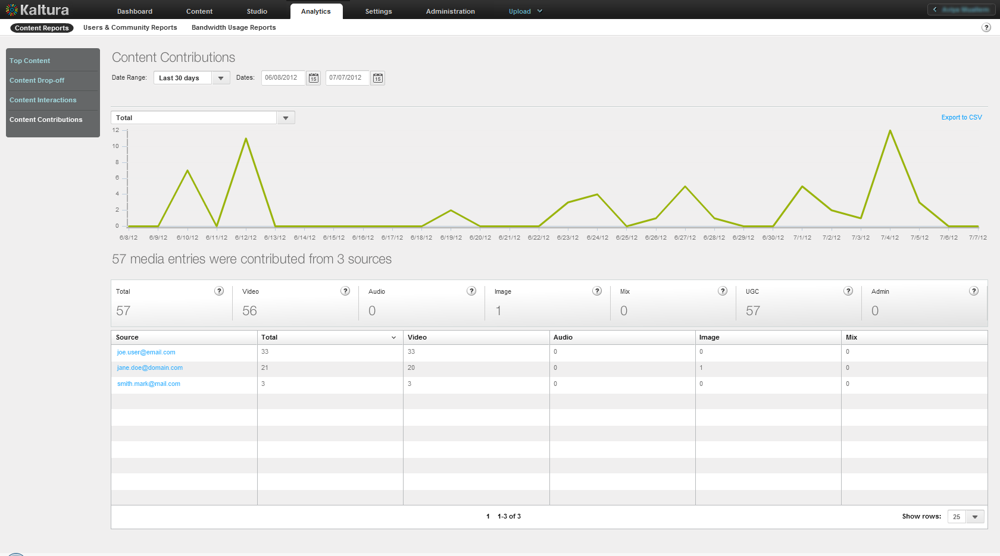 Kaltura Dashboard Content Studio Analytics Settings Administration Upload
Content Reports Users & Community Reports Bandwidth Usage Reports ?
Top Content
Content Drop-off
Content Interactions
Content Contributions
Content Contributions
Date Range: Last 30 days Dates: 06/08/2012 15 07/07/2012 15
Total Export to CSV
12
10
8
6
4
2
0
6/8/12 6/9/12 6/10/12 6/11/12 6/12/12 6/13/12 6/14/12 6/15/12 6/16/12 6/17/12 6/18/12 6/19/12 6/20/12 6/21/12 6/22/12 6/23/12 6/24/12 6/25/12 6/26/12 6/27/12 6/28/12 6/29/12 6/30/12 7/1/12 7/2/12 7/3/12 7/4/12 7/5/12 7/6/12 7/7/12
57 media entries were contributed from 3 sources
Total ? Video ? Audio ? Image ? Mix ? UGC ? Admin ?
57 56 0 1 0 57 0
Source Total Video Audio Image Mix
joe.user@email.com 33 33 0 0 0
jane.doe@domain.com 21 20 0 1 0
smith.mark@mail.com 3 3 0 0 0
1 1-3 of 3 Show rows: 25